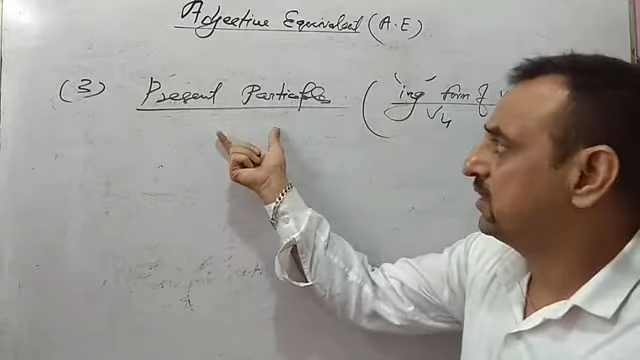 Adjective Equivalent (A.E)
(3) Present Participle ( 'ing' form of
V4